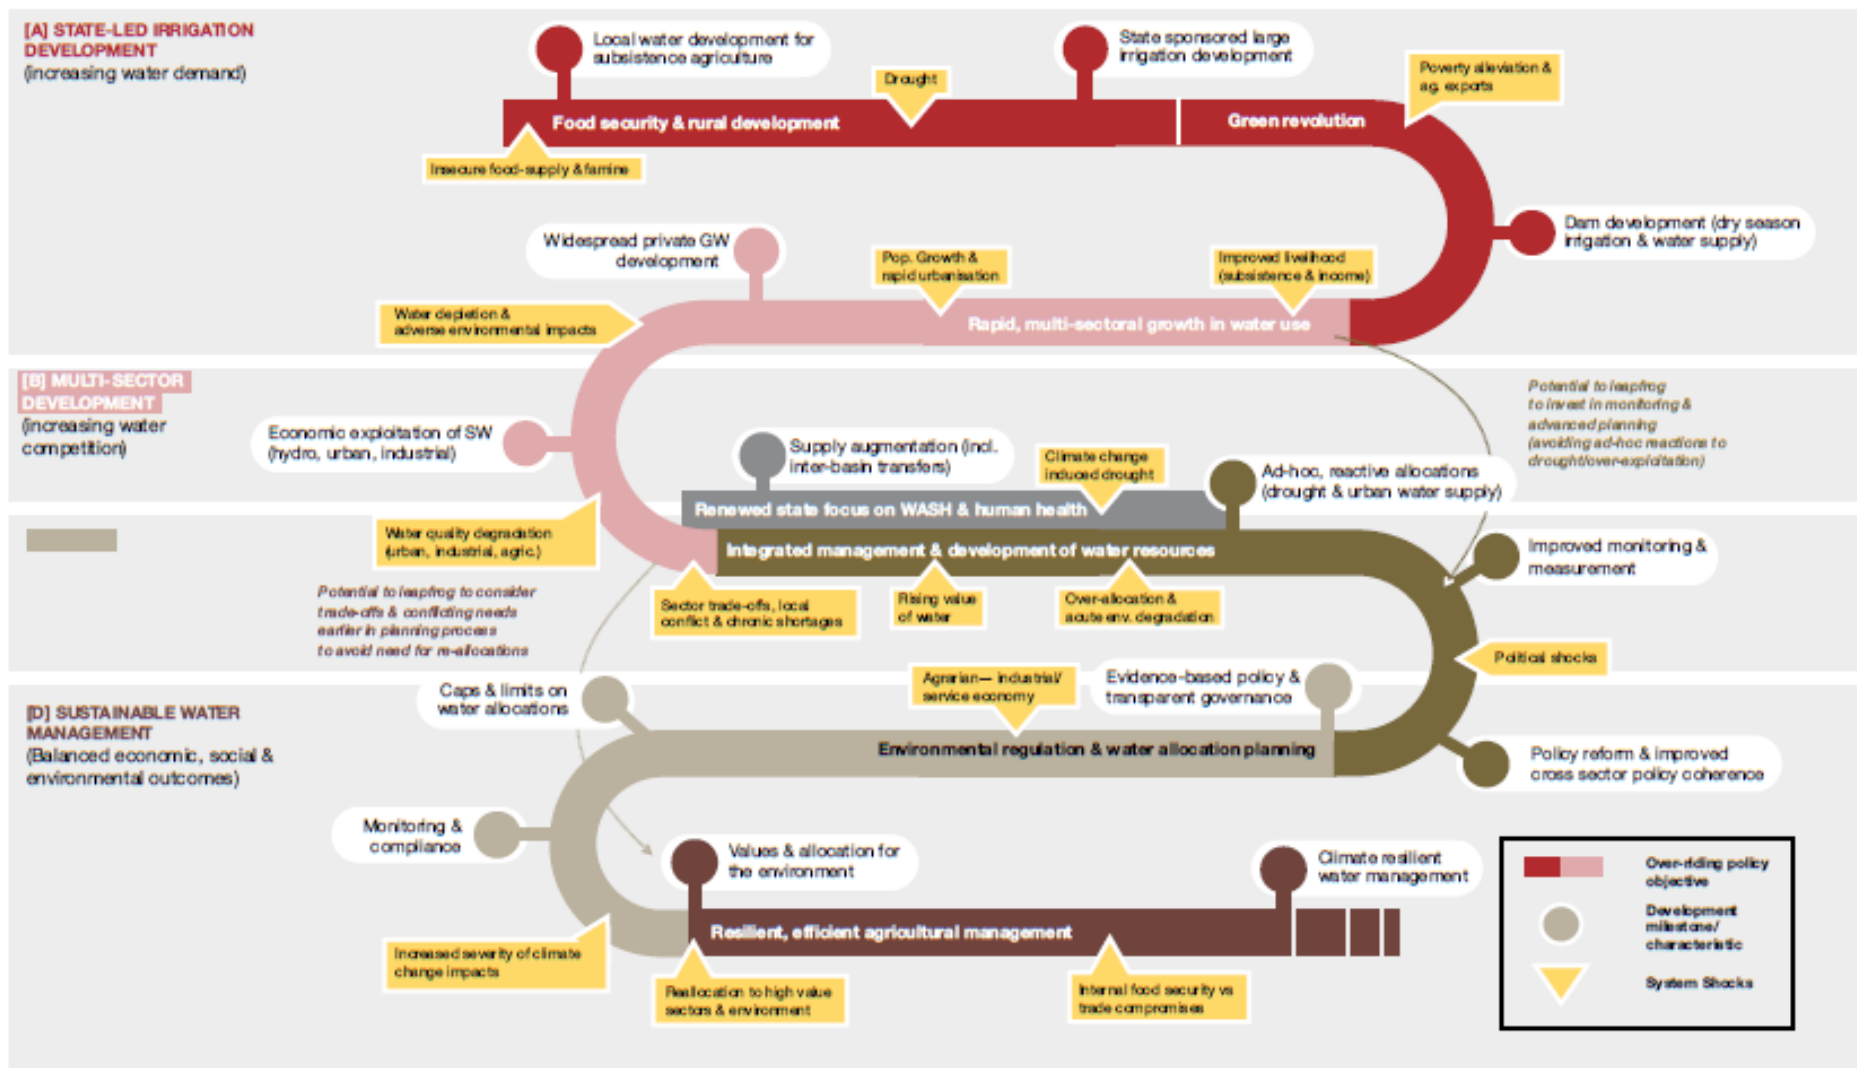 [A] STATE-LED IRRIGATION
DEVELOPMENT
(increasing water demand)
Local water development for
subsistence agriculture
State sponsored large
irrigation development
Drought
Poverty alleviation &
ag. exports
Food security & rural development
Green revolution
Insecure food-supply & famine
Dam development (dry season
irrigation & water supply)
Widespread private GW
development
Pop. Growth &
rapid urbanisation
Improved livelihood
(subsistence & income)
Water depletion &
adverse environmental impacts
Rapid, multi-sectoral growth in water use
[B] MULTI-SECTOR
DEVELOPMENT
(increasing water
competition)
Potential to leapfrog
to invest in monitoring &
advanced planning
(avoiding ad-hoc reactions to
drought/over-exploitation)
Economic exploitation of SW
(hydro, urban, industrial)
Supply augmentation (incl.
inter-basin transfers)
Climate change
induced drought
Ad-hoc, reactive allocations
(drought & urban water supply)
Renewed state focus on WASH & human health
Water quality degradation
(urban, industrial, agric.)
Integrated management & development of water resources
Improved monitoring &
measurement
Potential to leapfrog to consider
trade-offs & conflicting needs
earlier in planning process
to avoid need for re-allocations
Sector trade-offs, local
conflict & chronic shortages
Rising value
of water
Over-allocation &
acute env. degradation
Political shocks
Caps & limits on
water allocations
Agrarian— industrial/
service economy
Evidence-based policy &
transparent governance
[D] SUSTAINABLE WATER
MANAGEMENT
(Balanced economic, social &
environmental outcomes)
Environmental regulation & water allocation planning
Policy reform & improved
cross sector policy coherence
Monitoring &
compliance
Values & allocation for
the environment
Climate resilient
water management
Resilient, efficient agricultural management
Increased severity of climate
change impacts
Reallocation to high value
sectors & environment
Internal food security vs
trade compromises
Over-riding policy
objective
Development
milestone/
characteristic
System Shocks